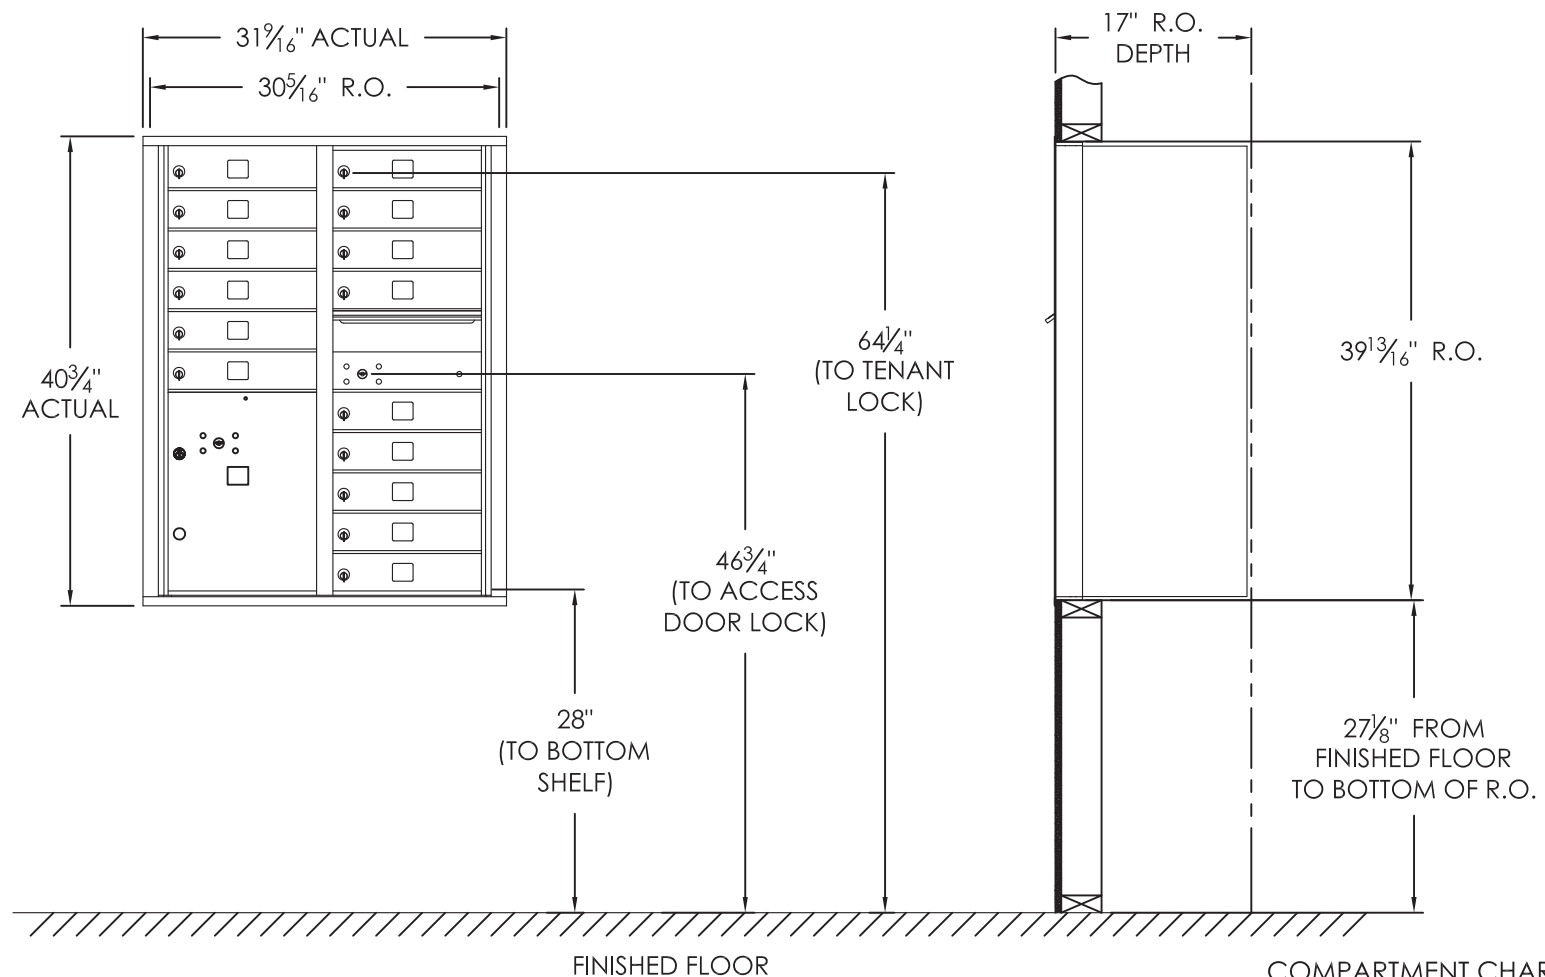 31 9/16" ACTUAL
30 5/16" R.O.
17" R.O.
DEPTH
40 3/4"
ACTUAL
64 1/4"
(TO TENANT
LOCK)
39 13/16" R.O.
46 3/4"
(TO ACCESS
DOOR LOCK)
28"
(TO BOTTOM
SHELF)
27 1/8" FROM
FINISHED FLOOR
TO BOTTOM OF R.O.
FINISHED FLOOR
COMPARTMENT CHAR